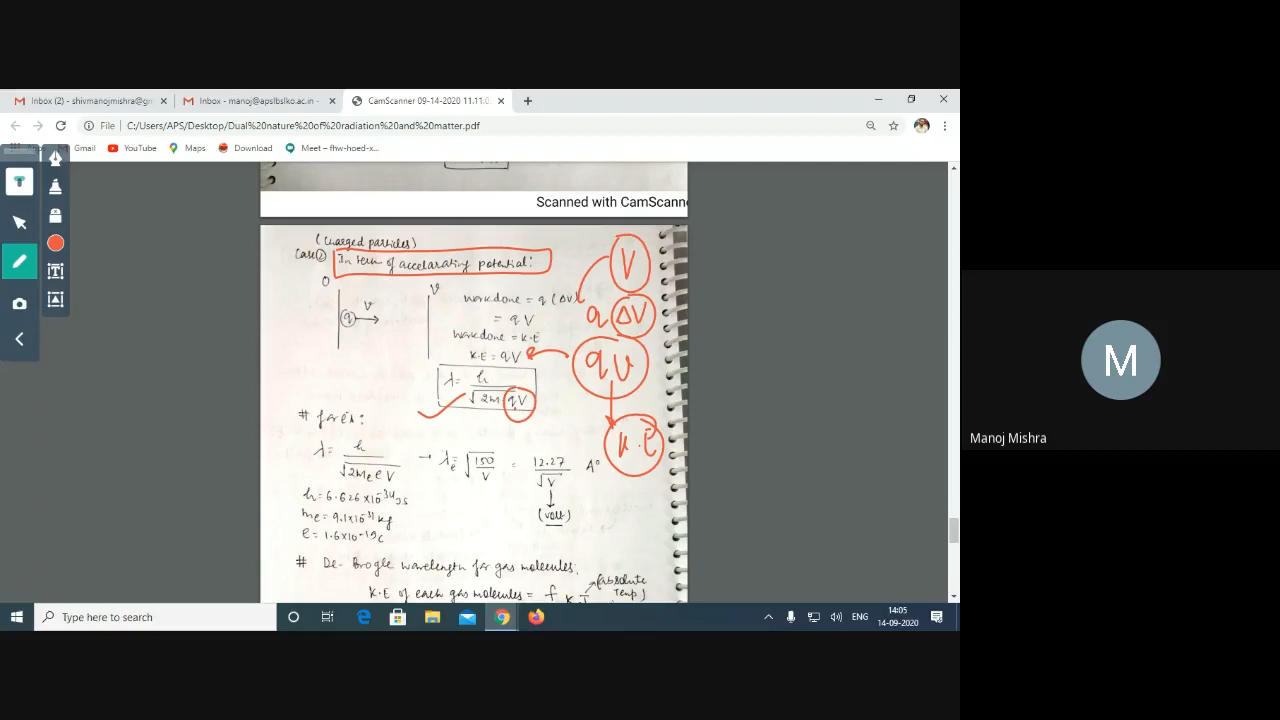 Inbox (2) - shivmanojmishra@gm
Inbox - manoj@apslbslko.ac.in -
CamScanner 09-14-2020 11.11.0
File
C:/Users/APS/Desktop/Dual%20nature%20of%20radiation%20and%20matter.pdf
Gmail
YouTube
Maps
Download
Meet – fhw-hoed-x...
Scanned with CamScann
(Charged particles)
Case ② In term of accelarating potential:
V
0
V
V
q
work done = q (ΔV)
q ΔV
= qV
work done = K.E
K.E = qV
qV
λ = h / √2m qV
# for e⁻:
K.E
λ = h / √2mₑ e V → λₑ = √150/V = 12.27/√V A°
(volt)
h = 6.626×10⁻³⁴ Js
mₑ = 9.1×10⁻³¹ kg
e = 1.6×10⁻¹⁹ C
# De-Brogle wavelength for gas molecules:
K.E of each gas molecules = f K T
(absolute
Temp)
M
Manoj Mishra
Type here to search
ENG
14:05
14-09-2020